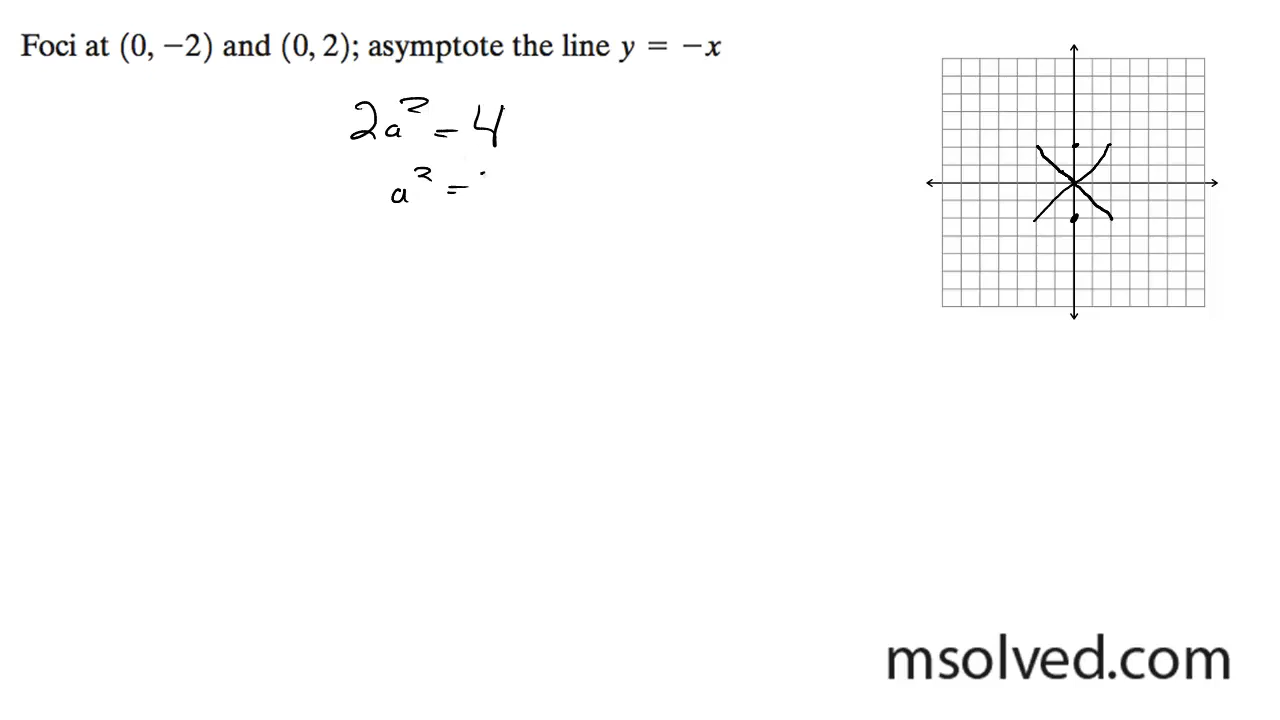 Foci at (0, −2) and (0, 2); asymptote the line y = −x
2a² = 4
a² =
msolved.com